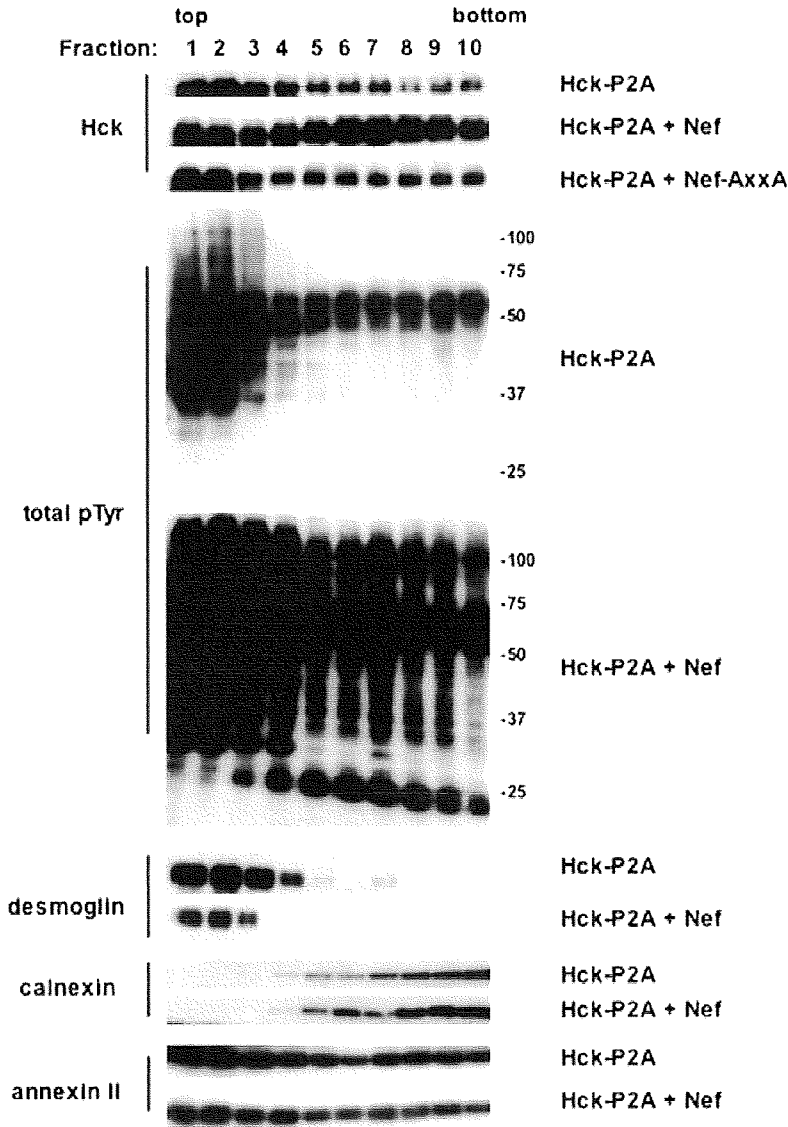 top bottom
Fraction: 1 2 3 4 5 6 7 8 9 10
Hck-P2A
Hck
Hck-P2A + Nef
Hck-P2A + Nef-AxxA
-100
-75
-50
Hck-P2A
-37
-25
total pTyr
-100
-75
-50
Hck-P2A + Nef
-37
-25
Hck-P2A
desmoglin
Hck-P2A + Nef
Hck-P2A
calnexin
Hck-P2A + Nef
Hck-P2A
annexin II
Hck-P2A + Nef